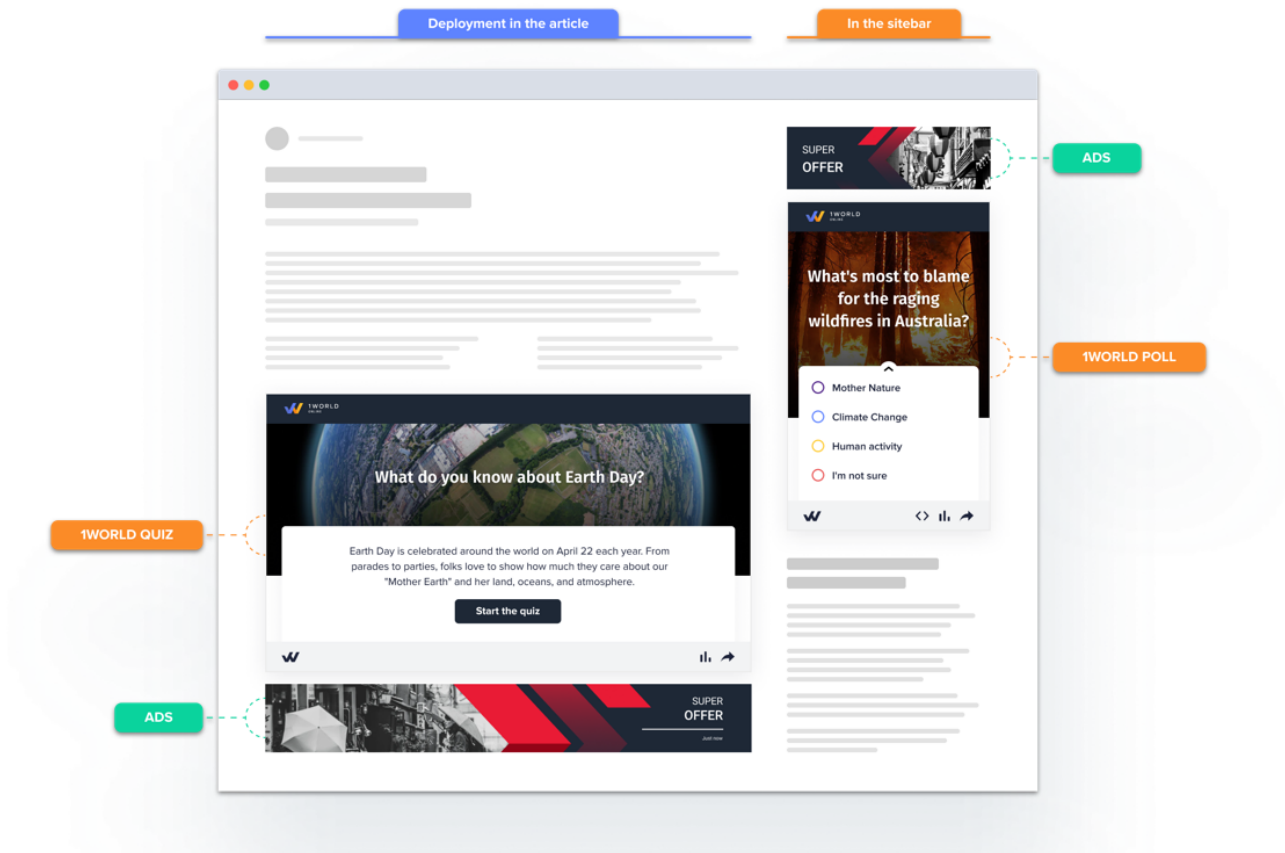 Deployment in the article
In the sitebar
SUPER
OFFER
ADS
1WORLD
ONLINE
What's most to blame
for the raging
wildfires in Australia?
1WORLD POLL
Mother Nature
Climate Change
Human activity
I'm not sure
1WORLD
ONLINE
What do you know about Earth Day?
1WORLD QUIZ
Earth Day is celebrated around the world on April 22 each year. From
parades to parties, folks love to show how much they care about our
"Mother Earth" and her land, oceans, and atmosphere.
Start the quiz
ADS
SUPER
OFFER
Just now